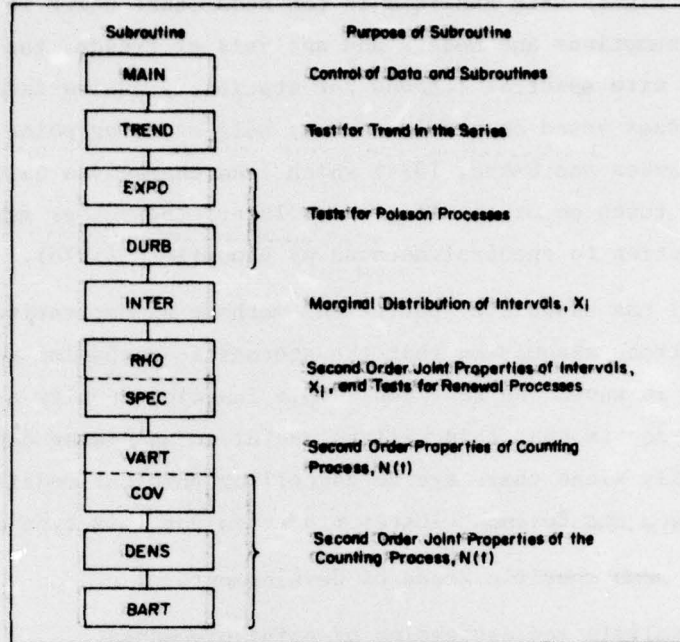 Subroutine Purpose of Subroutine
MAIN Control of Data and Subroutines
TREND Test for Trend in the Series
EXPO
Tests for Poisson Processes
DURB
INTER Marginal Distribution of Intervals, Xi
RHO
Second Order Joint Properties of Intervals,
Xi, and Tests for Renewal Processes
SPEC
VART Second Order Properties of Counting
Process, N(t)
COV
DENS Second Order Joint Properties of the
Counting Process, N(t)
BART